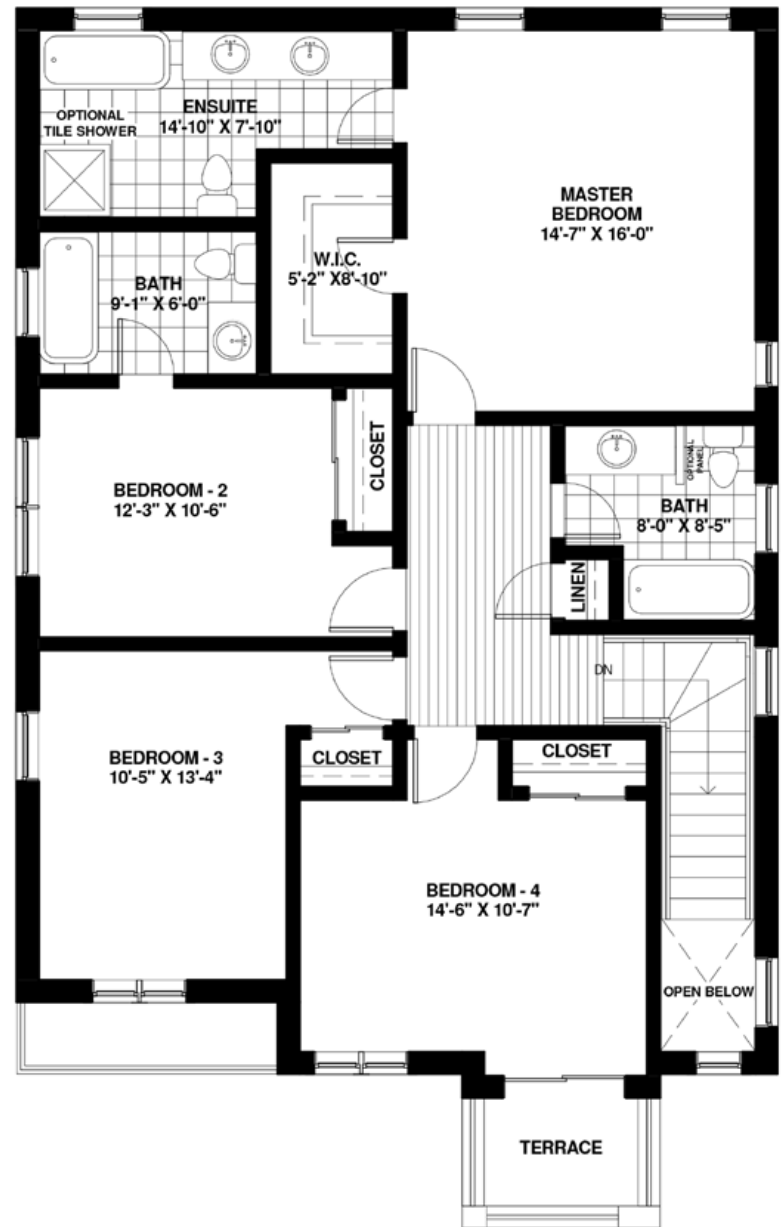 ENSUITE
14'-10" X 7'-10"
OPTIONAL
TILE SHOWER
MASTER
BEDROOM
14'-7" X 16'-0"
W.I.C.
5'-2" X8'-10"
BATH
9'-1" X 6'-0"
CLOSET
BEDROOM - 2
12'-3" X 10'-6"
OPTIONAL
PANEL
BATH
8'-0" X 8'-5"
LINEN
DN
BEDROOM - 3
10'-5" X 13'-4"
CLOSET
CLOSET
BEDROOM - 4
14'-6" X 10'-7"
OPEN BELOW
TERRACE